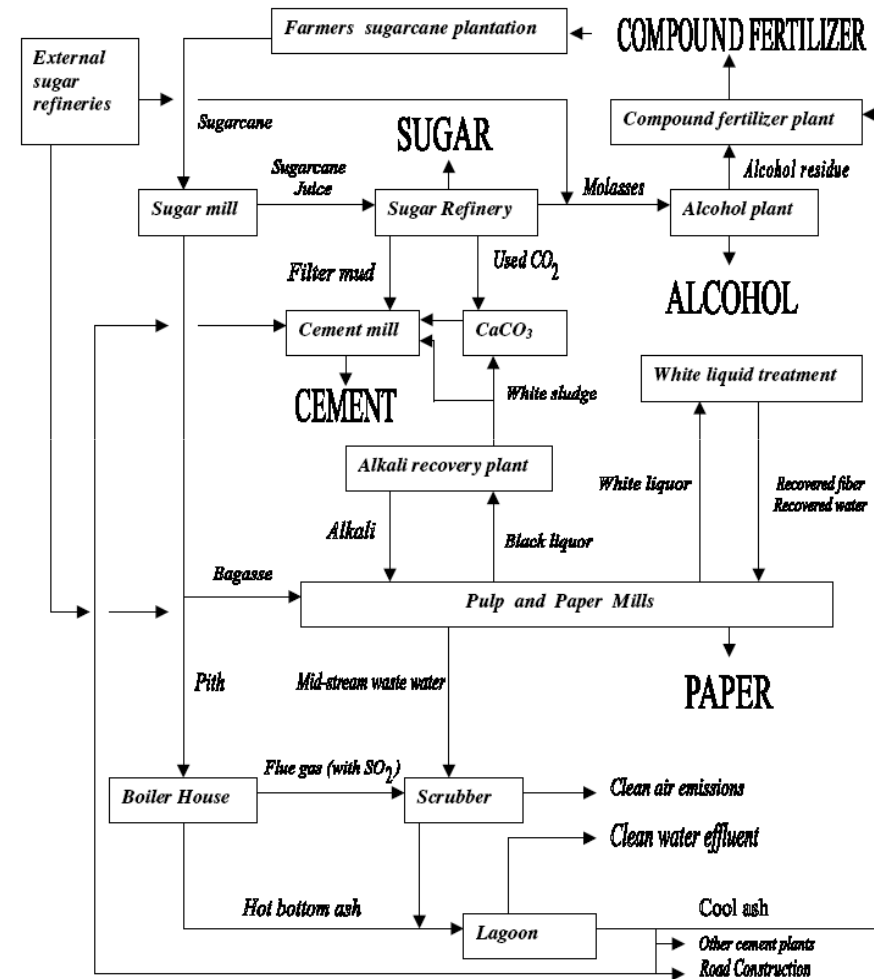 Farmers sugarcane plantation
COMPOUND FERTILIZER
External
sugar
refineries
Sugarcane
SUGAR
Compound fertilizer plant
Sugarcane
Juice
Molasses
Alcohol residue
Sugar mill
Sugar Refinery
Alcohol plant
Filter mud
Used CO2
ALCOHOL
Cement mill
CaCO3
CEMENT
White sludge
White liquid treatment
Alkali recovery plant
White liquor
Recovered fiber
Recovered water
Alkali
Black liquor
Bagasse
Pulp and Paper Mills
Pith
Mid-stream waste water
PAPER
Flue gas (with SO2)
Boiler House
Scrubber
Clean air emissions
Clean water effluent
Hot bottom ash
Lagoon
Cool ash
Other cement plants
Road Construction